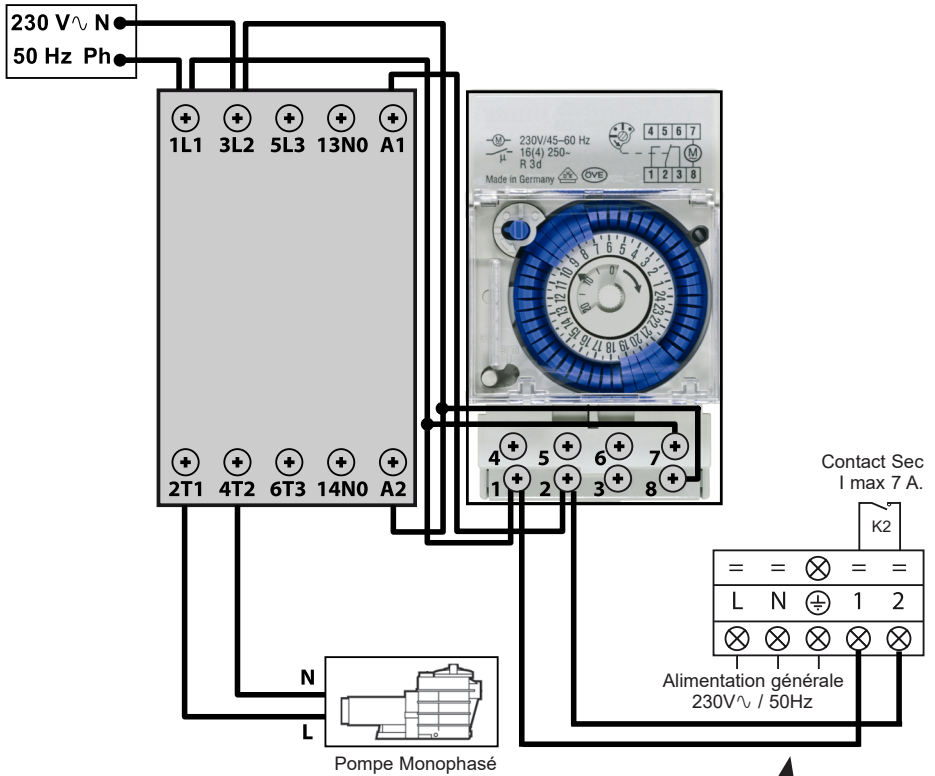 230 V∿ N
50 Hz Ph
1L1 3L2 5L3 13N0 A1
2T1 4T2 6T3 14N0 A2
230V/45–60 Hz
16(4) 250~
µ
R 3d
Made in Germany
OVE
M
4 5 6 7
M
1 2 3 8
4 5 6 7
1 2 3 8
Contact Sec
I max 7 A.
K2
= = = =
L N 1 2
Alimentation générale
230V∿ / 50Hz
N
L
Pompe Monophasé